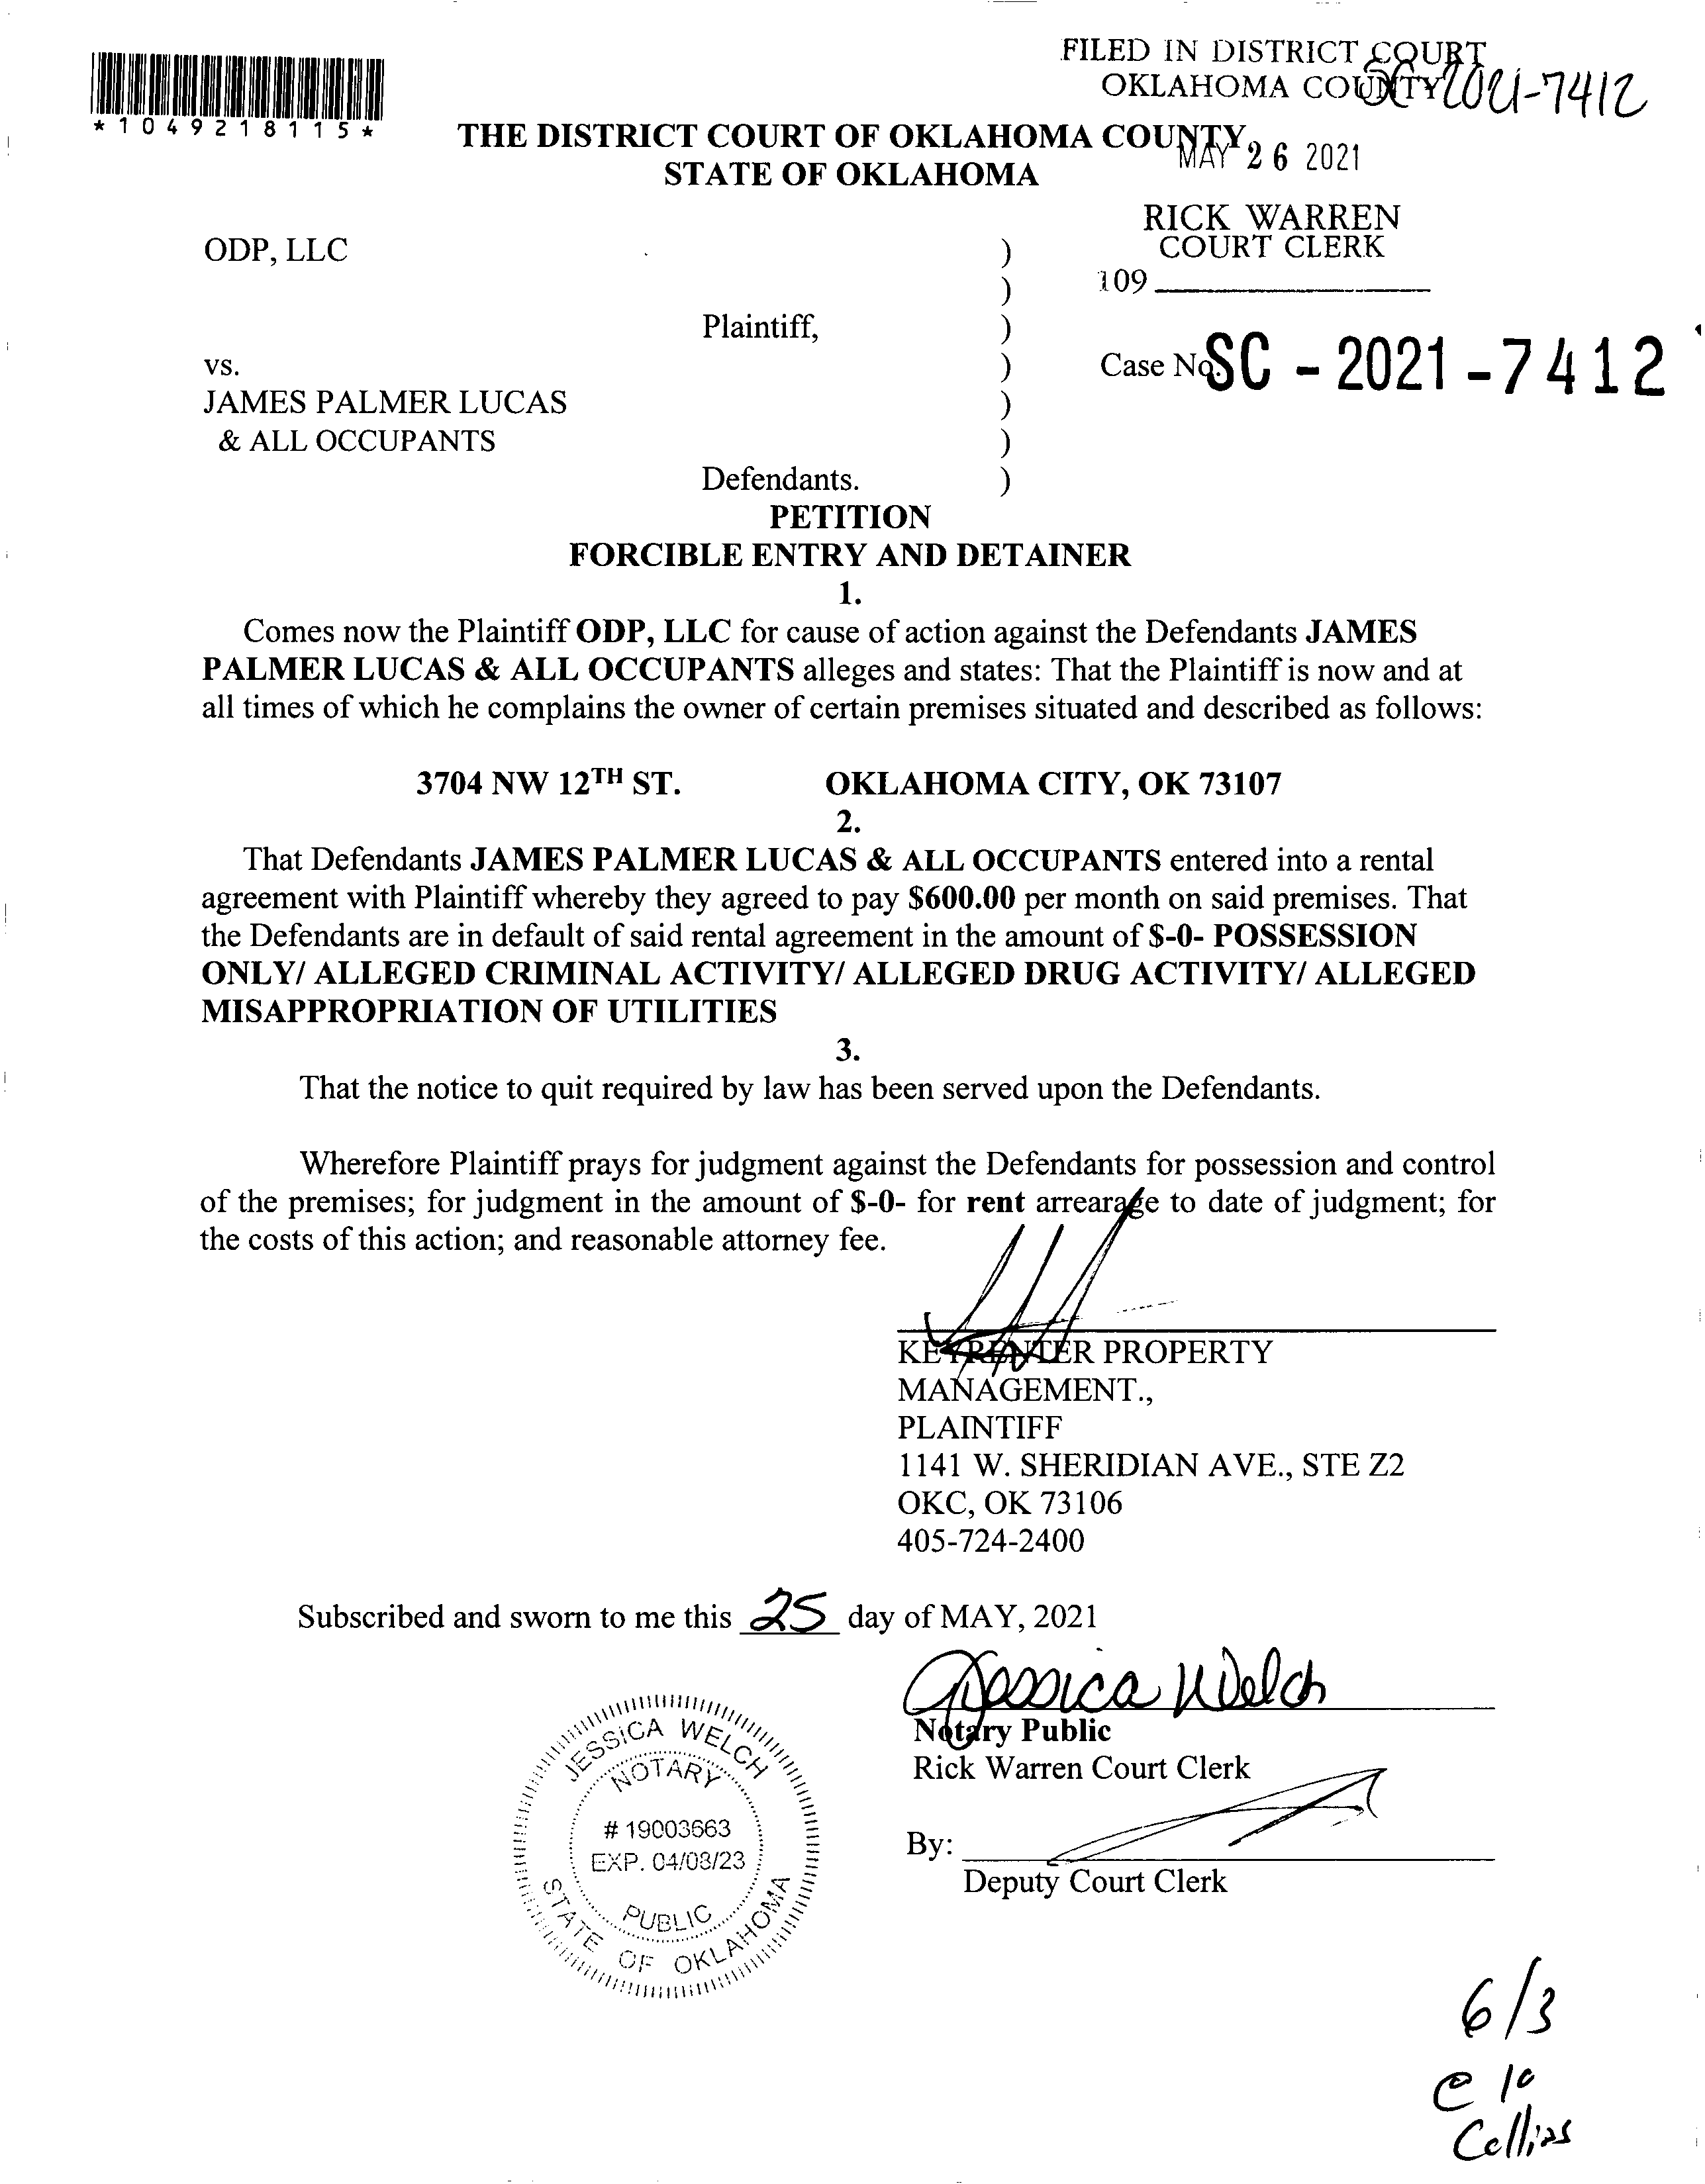 FILED IN DISTRICT COURT
OKLAHOMA COUNTY
SC 2021-7412
*1049218115*
THE DISTRICT COURT OF OKLAHOMA COUNTY
STATE OF OKLAHOMA
MAY 26 2021
RICK WARREN
COURT CLERK
109
ODP, LLC )
)
Plaintiff, )
vs. ) Case No. SC - 2021 - 7412
JAMES PALMER LUCAS )
& ALL OCCUPANTS )
Defendants. )
PETITION
FORCIBLE ENTRY AND DETAINER
1.
Comes now the Plaintiff ODP, LLC for cause of action against the Defendants JAMES
PALMER LUCAS & ALL OCCUPANTS alleges and states: That the Plaintiff is now and at
all times of which he complains the owner of certain premises situated and described as follows:
3704 NW 12TH ST. OKLAHOMA CITY, OK 73107
2.
That Defendants JAMES PALMER LUCAS & ALL OCCUPANTS entered into a rental
agreement with Plaintiff whereby they agreed to pay $600.00 per month on said premises. That
the Defendants are in default of said rental agreement in the amount of $-0- POSSESSION
ONLY/ ALLEGED CRIMINAL ACTIVITY/ ALLEGED DRUG ACTIVITY/ ALLEGED
MISAPPROPRIATION OF UTILITIES
3.
That the notice to quit required by law has been served upon the Defendants.
Wherefore Plaintiff prays for judgment against the Defendants for possession and control
of the premises; for judgment in the amount of $-0- for rent arrearage to date of judgment; for
the costs of this action; and reasonable attorney fee.
KEYRENTER PROPERTY
MANAGEMENT.,
PLAINTIFF
1141 W. SHERIDIAN AVE., STE Z2
OKC, OK 73106
405-724-2400
Subscribed and sworn to me this 25 day of MAY, 2021
Jessica Welch
Notary Public
Rick Warren Court Clerk
By:
Deputy Court Clerk
JESSICA WELCH
NOTARY
# 19003663
EXP. 04/08/23
PUBLIC
STATE OF OKLAHOMA
6/3
@ 10
Collins